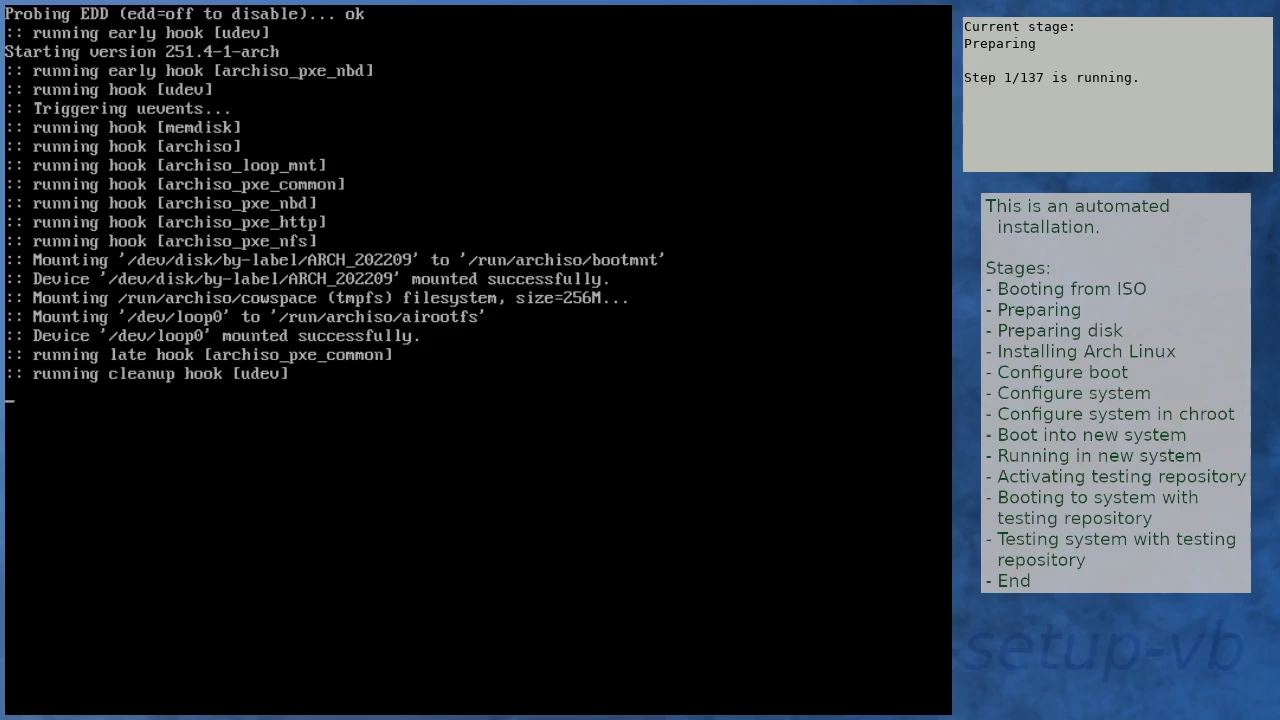 Probing EDD (edd=off to disable)... ok
:: running early hook [udev]
Starting version 251.4-1-arch
:: running early hook [archiso_pxe_nbd]
:: running hook [udev]
:: Triggering uevents...
:: running hook [memdisk]
:: running hook [archiso]
:: running hook [archiso_loop_mnt]
:: running hook [archiso_pxe_common]
:: running hook [archiso_pxe_nbd]
:: running hook [archiso_pxe_http]
:: running hook [archiso_pxe_nfs]
:: Mounting '/dev/disk/by-label/ARCH_202209' to '/run/archiso/bootmnt'
:: Device '/dev/disk/by-label/ARCH_202209' mounted successfully.
:: Mounting /run/archiso/cowspace (tmpfs) filesystem, size=256M...
:: Mounting '/dev/loop0' to '/run/archiso/airootfs'
:: Device '/dev/loop0' mounted successfully.
:: running late hook [archiso_pxe_common]
:: running cleanup hook [udev]
Current stage:
Preparing
Step 1/137 is running.
This is an automated
installation.
Stages:
- Booting from ISO
- Preparing
- Preparing disk
- Installing Arch Linux
- Configure boot
- Configure system
- Configure system in chroot
- Boot into new system
- Running in new system
- Activating testing repository
- Booting to system with
testing repository
- Testing system with testing
repository
- End
setup-vb